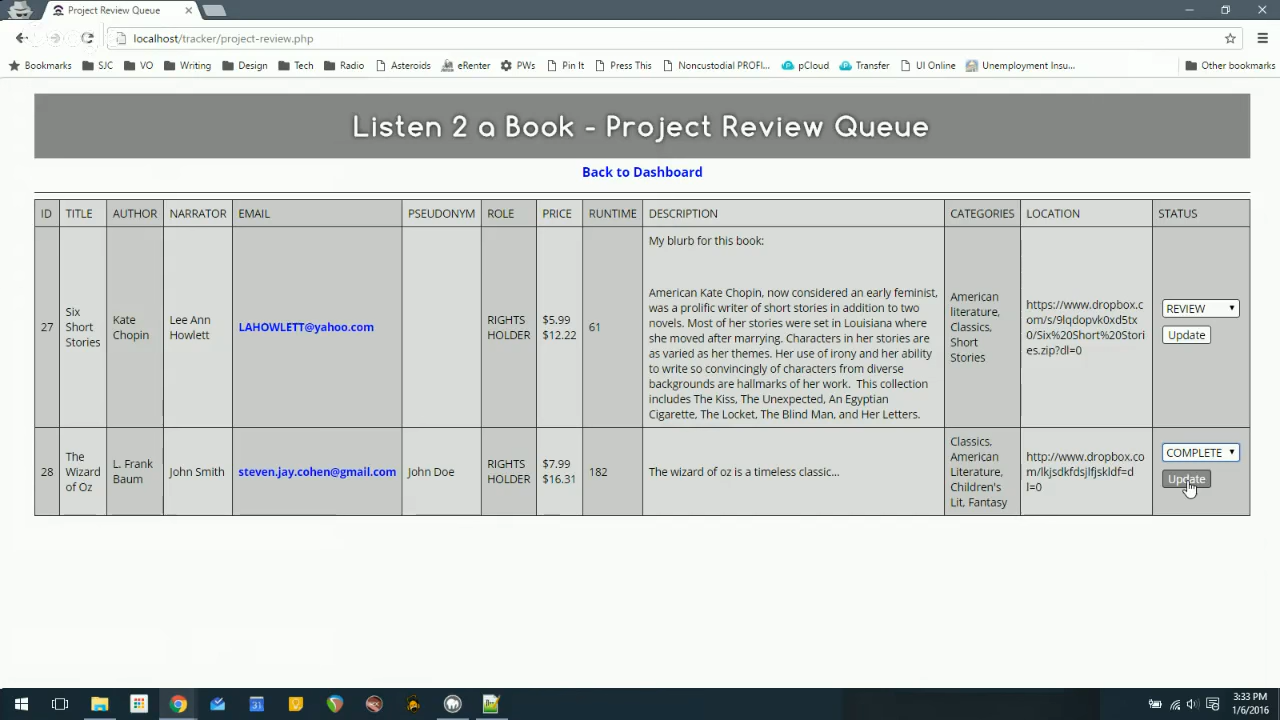 Project Review Queue
localhost/tracker/project-review.php
Bookmarks SJC VO Writing Design Tech Radio Asteroids eRenter PWs Pin It Press This Noncustodial PROFI... pCloud Transfer UI Online Unemployment Insu... Other bookmarks
Listen 2 a Book - Project Review Queue
Back to Dashboard
ID TITLE AUTHOR NARRATOR EMAIL PSEUDONYM ROLE PRICE RUNTIME DESCRIPTION CATEGORIES LOCATION STATUS
27
Six
Short
Stories
Kate
Chopin
Lee Ann
Howlett
LAHOWLETT@yahoo.com
RIGHTS
HOLDER
$5.99
$12.22
61
My blurb for this book:
American Kate Chopin, now considered an early feminist,
was a prolific writer of short stories in addition to two
novels. Most of her stories were set in Louisiana where
she moved after marrying. Characters in her stories are
as varied as her themes. Her use of irony and her ability
to write so convincingly of characters from diverse
backgrounds are hallmarks of her work. This collection
includes The Kiss, The Unexpected, An Egyptian
Cigarette, The Locket, The Blind Man, and Her Letters.
American
literature,
Classics,
Short
Stories
https://www.dropbox.c
om/s/9lqdopvk0xd5tx
0/Six%20Short%20Stori
es.zip?dl=0
REVIEW
Update
28
The
Wizard
of Oz
L. Frank
Baum
John Smith
steven.jay.cohen@gmail.com
John Doe
RIGHTS
HOLDER
$7.99
$16.31
182
The wizard of oz is a timeless classic...
Classics,
American
Literature,
Children's
Lit, Fantasy
http://www.dropbox.co
m/lkjsdkfdsjlfjskldf=d
l=0
COMPLETE
Update
31
3:33 PM
1/6/2016